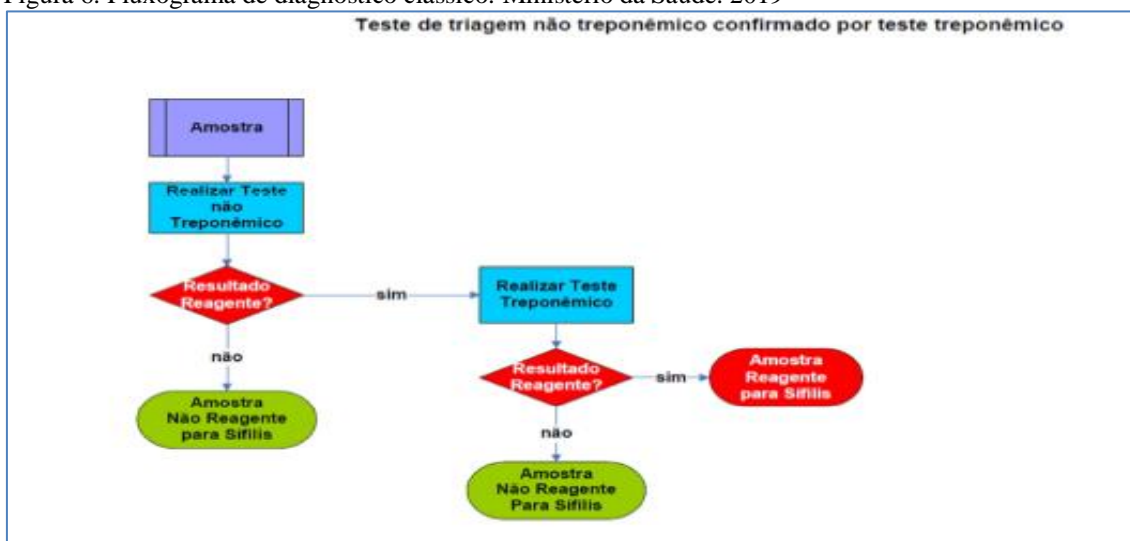 Figura 6. Fluxograma de diagnóstico clássico. Ministério da Saúde. 2019
Teste de triagem não treponêmico confirmado por teste treponêmico
Amostra
Realizar Teste
não
Treponêmico
Resultado
Reagente?
sim
Realizar Teste
Treponêmico
não
Resultado
Reagente?
sim
Amostra
Reagente
para Sífilis
Amostra
Não Reagente
para Sífilis
não
Amostra
Não Reagente
Para Sífilis